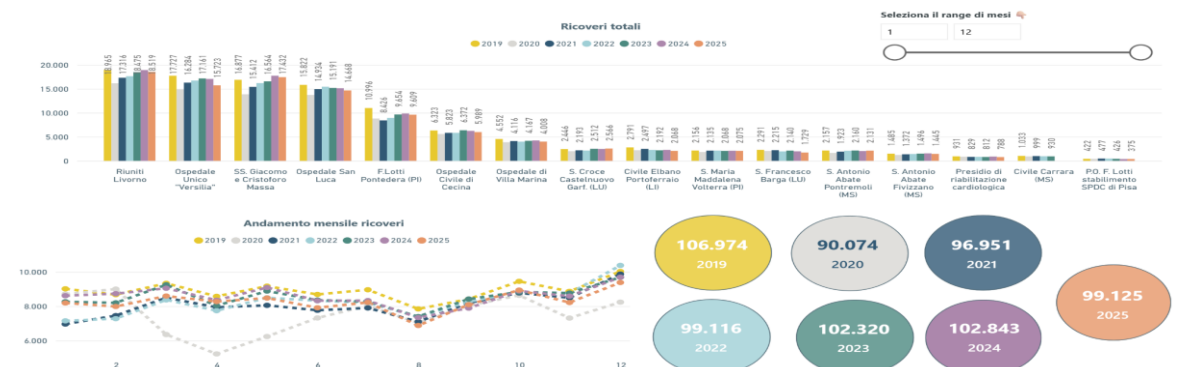 Seleziona il range de mesi
1 12
Ricoveri totali
2019 2020 2021 2022 2023 2024 2025
20.000
15.000
10.000
5.000
0
18.965 17.316 18.475 18.519
17.727 16.284 17.161 15.723
16.877 15.412 16.564 17.432
15.822 14.934 15.191 14.668
10.996 8.426 9.654 9.609
6.323 5.823 6.372 5.989
4.552 4.116 4.167 4.008
2.446 2.193 2.512 2.566
2.791 2.497 2.192 2.068
2.156 2.135 2.068 2.075
2.291 2.215 2.140 1.729
2.157 1.923 2.160 2.131
1.485 1.272 1.496 1.445
931 829 812 788
1.033 999 930
422 477 426 375
Riuniti
Livorno
Ospedale
Unico
"Versilia"
SS. Giacomo
e Cristoforo
Massa
Ospedale San
Luca
F.Lotti
Pontedera (PI)
Ospedale
Civile di
Cecina
Ospedale di
Villa Marina
S. Croce
Castelnuovo
Garf. (LU)
Civile Elbano
Portoferraio
(LI)
S. Maria
Maddalena
Volterra (PI)
S. Francesco
Barga (LU)
S. Antonio
Abate
Pontremoli
(MS)
S. Antonio
Abate
Fivizzano
(MS)
Presidio di
riabilitazione
cardiologica
Civile Carrara
(MS)
P.O. F. Lotti
stabilimento
SPDC di Pisa
Andamento mensile ricoveri
2019 2020 2021 2022 2023 2024 2025
10.000
8.000
6.000
2 4 6 8 10 12
106.974
2019
90.074
2020
96.951
2021
99.116
2022
102.320
2023
102.843
2024
99.125
2025